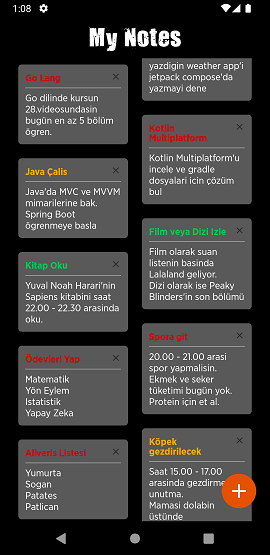 1:08
My Notes
Go Lang
Go dilinde kursun
28.videosundasin
bugün en az 5 bölüm
ögren.
Java Çalis
Java'da MVC ve MVVM
mimarilerine bak.
Spring Boot
ögrenmeye basla
Kitap Oku
Yuval Noah Harari'nin
Sapiens kitabini saat
22.00 - 22.30 arasinda
oku.
Ödevleri Yap
Matematik
Yön Eylem
Istatistik
Yapay Zeka
Alisveris Listesi
Yumurta
Sogan
Patates
Patlican
yazdigin weather app'i
jetpack compose'da
yazmayi dene
Kotlin
Multiplatform
Kotlin Multiplatform'u
incele ve gradle
dosyalari icin çözüm
bul
Film veya Dizi Izle
Film olarak suan
listenin basinda
Lalaland geliyor.
Dizi olarak ise Peaky
Blinders'in son bölümü
Spora git
20.00 - 21.00 arasi
spor yapmalisin.
Ekmek ve seker
tüketimi bugün yok.
Protein için et al.
Köpek
gezdirilecek
Saat 15.00 - 17.00
arasinda gezdirme
unutma.
Mamasi dolabin
üstünde